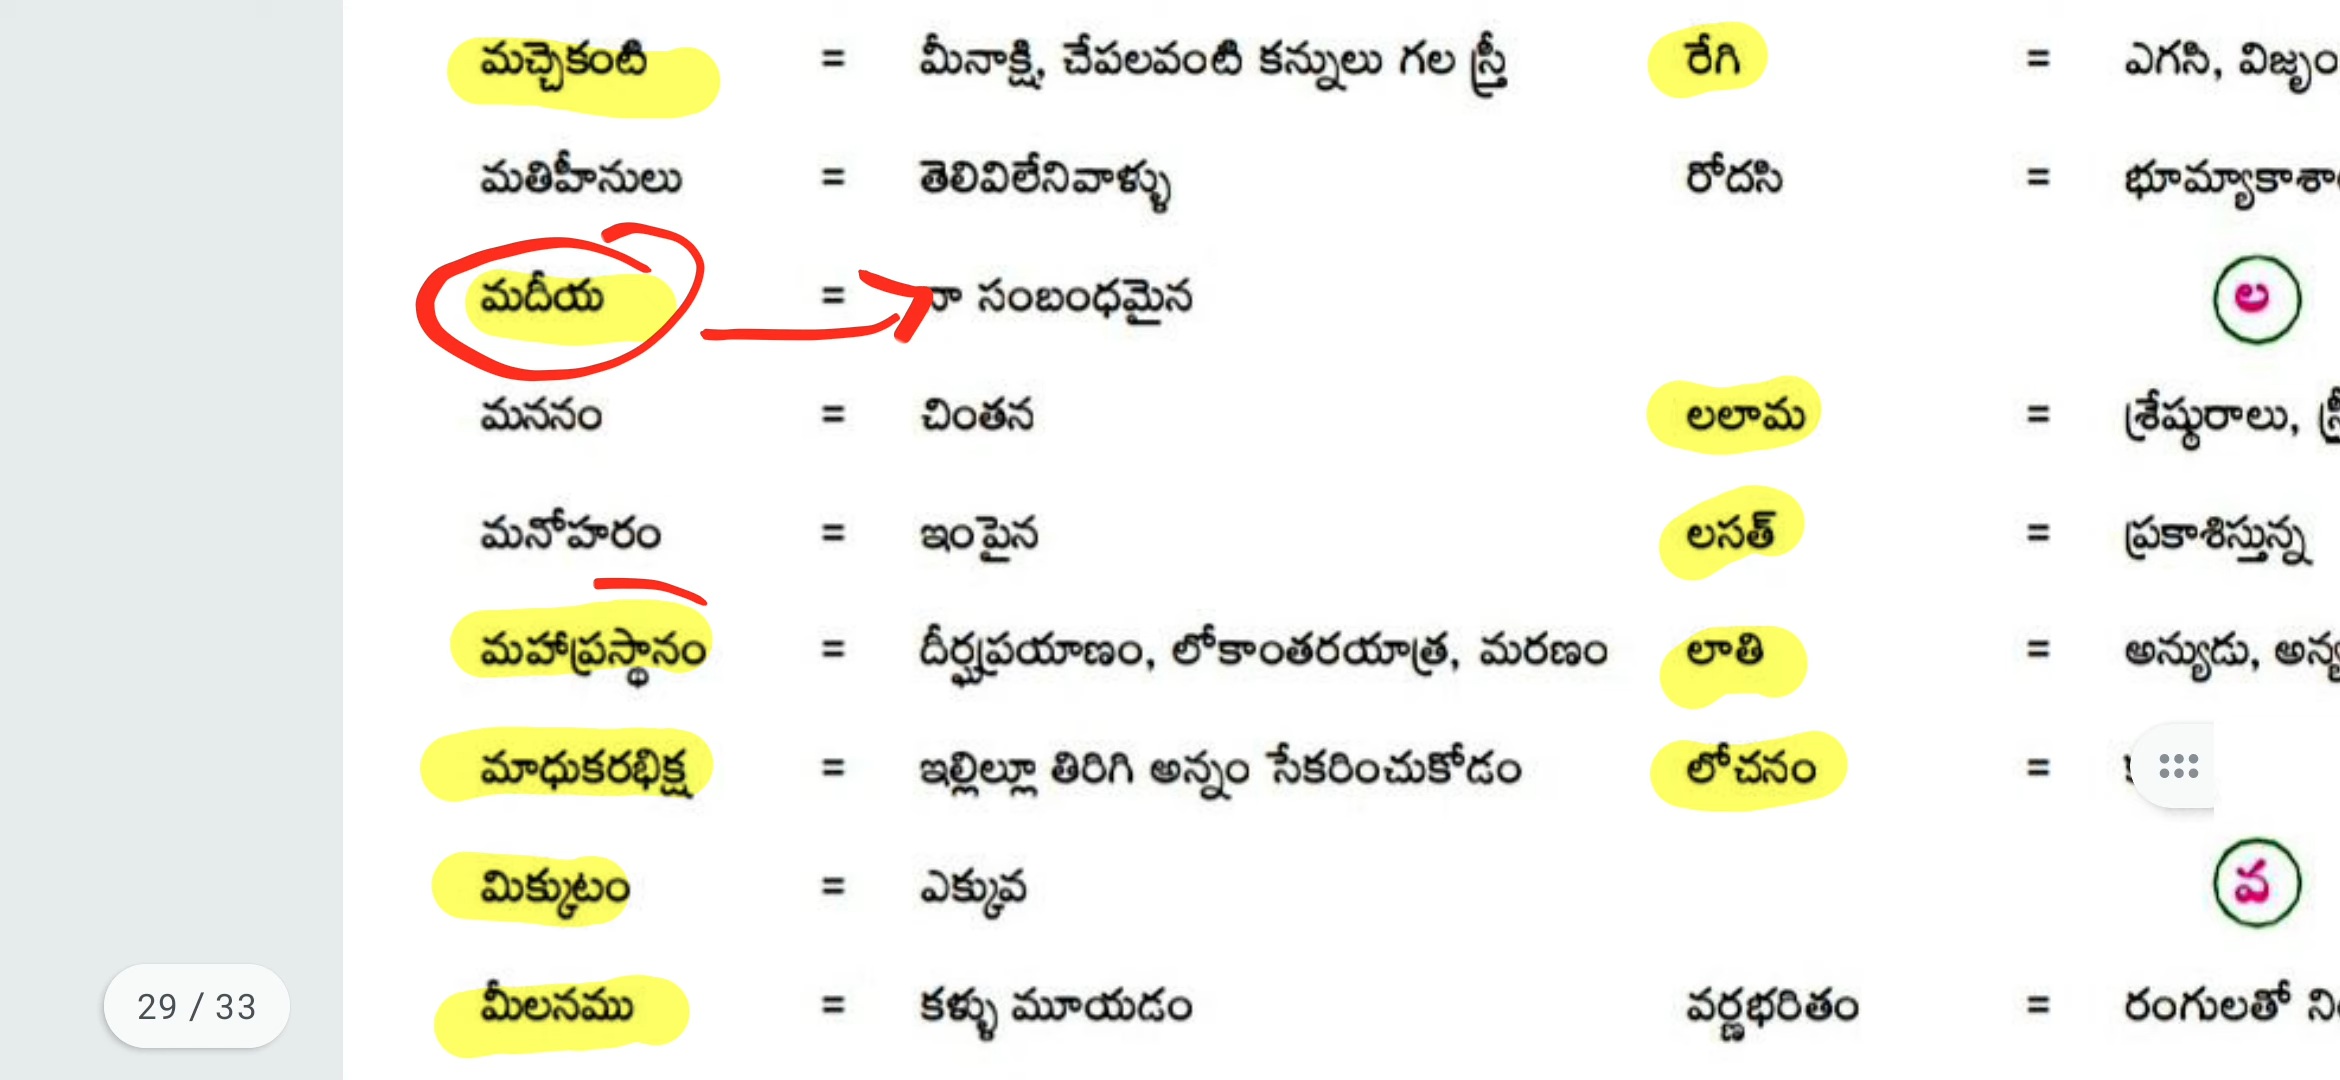 మచ్చెకంటి = మీనాక్షి, చేపలవంటి కన్నులు గల స్త్రీ
మతిహీనులు = తెలివిలేనివాళ్ళు
మదీయ = నా సంబంధమైన
మననం = చింతన
మనోహరం = ఇంపైన
మహాప్రస్థానం = దీర్ఘప్రయాణం, లోకాంతరయాత్ర, మరణం
మాధుకరభిక్ష = ఇల్లిల్లూ తిరిగి అన్నం సేకరించుకోడం
మిక్కుటం = ఎక్కువ
మీలనము = కళ్ళు మూయడం
రేగి = ఎగసి,
రోదసి =
ల
లలామ = శ్రేష్ఠురాలు,
లసత్ = ప్రకాశిస్తున్న
లాతి = అన్యుడు,
లోచనం =
వ
వర్ణభరితం = రంగులతో
29 / 33